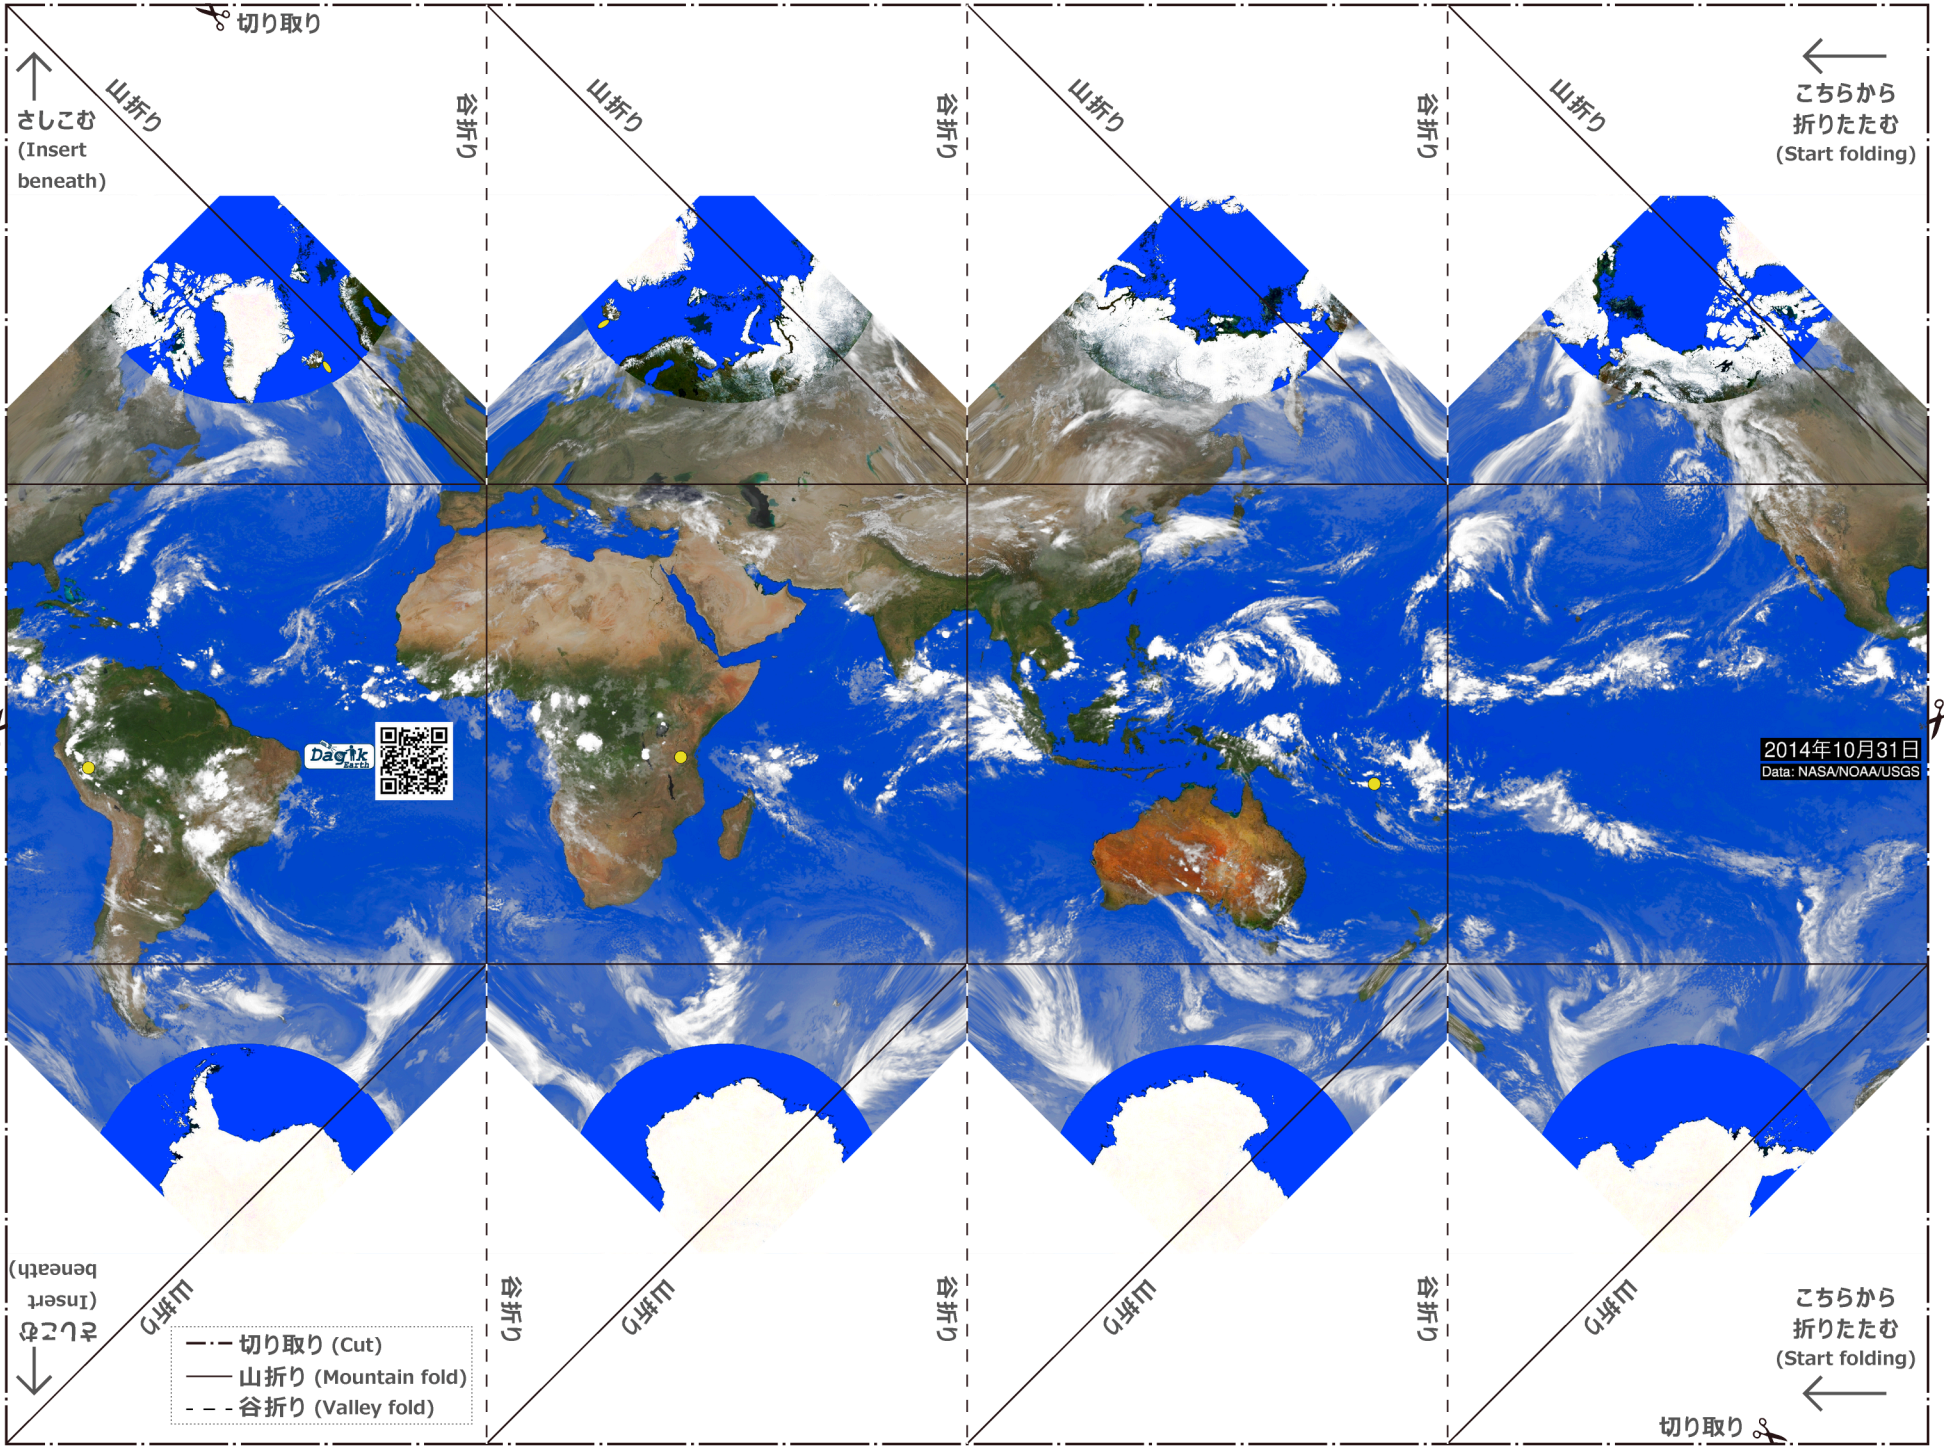 切り取り
山折り
谷折り
山折り
谷折り
山折り
谷折り
山折り
さしこむ
(Insert
beneath)
こちらから
折りたたむ
(Start folding)
Dagik
Earth
2014年10月31日
Data: NASA/NOAA/USGS
さしこむ
(Insert
beneath)
山折り
谷折り
山折り
谷折り
山折り
谷折り
山折り
こちらから
折りたたむ
(Start folding)
切り取り (Cut)
山折り (Mountain fold)
谷折り (Valley fold)
切り取り